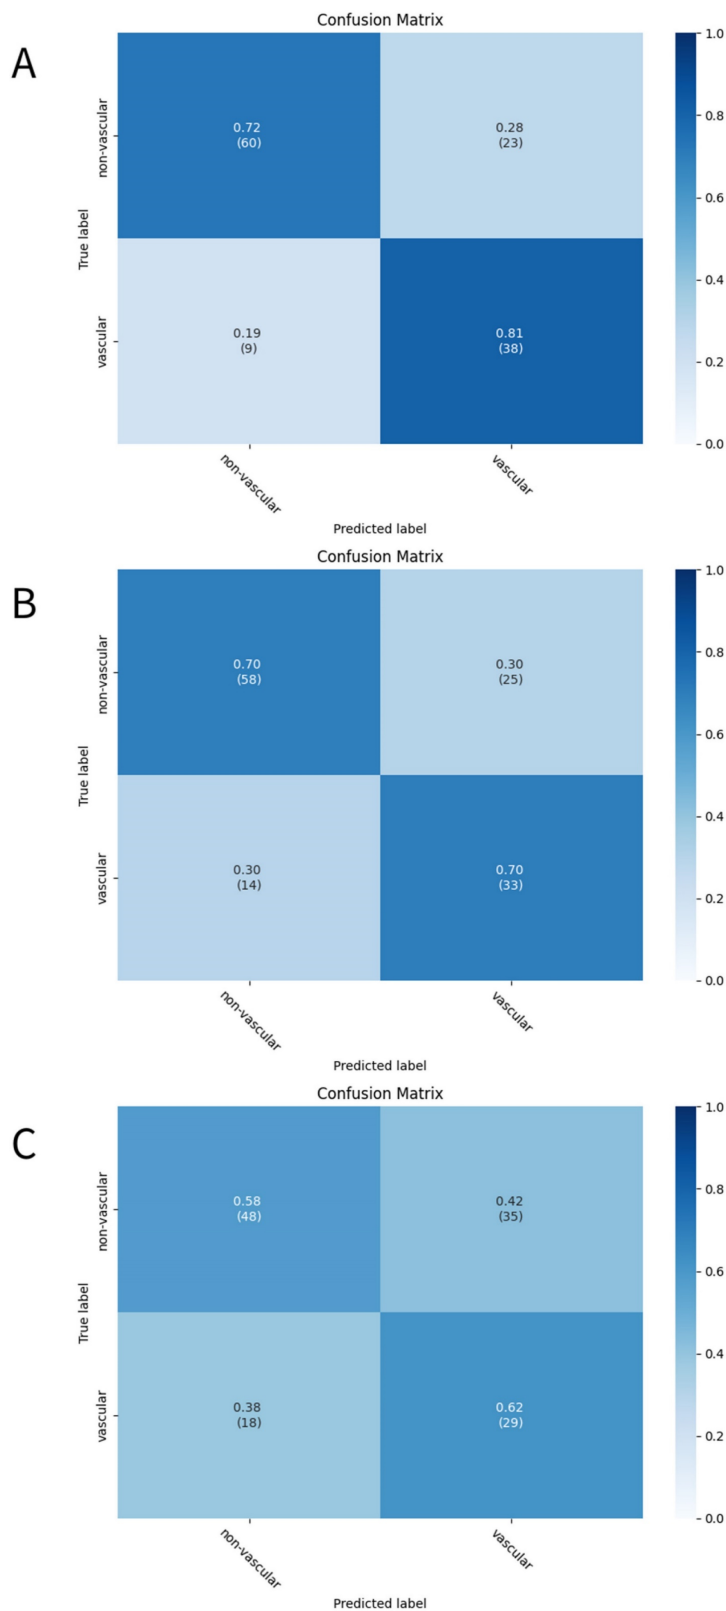 A
Confusion Matrix
True label
non-vascular
0.72
(60)
0.28
(23)
vascular
0.19
(9)
0.81
(38)
non-vascular
vascular
Predicted label
1.0
0.8
0.6
0.4
0.2
0.0
B
Confusion Matrix
True label
non-vascular
0.70
(58)
0.30
(25)
vascular
0.30
(14)
0.70
(33)
non-vascular
vascular
Predicted label
1.0
0.8
0.6
0.4
0.2
0.0
C
Confusion Matrix
True label
non-vascular
0.58
(48)
0.42
(35)
vascular
0.38
(18)
0.62
(29)
non-vascular
vascular
Predicted label
1.0
0.8
0.6
0.4
0.2
0.0